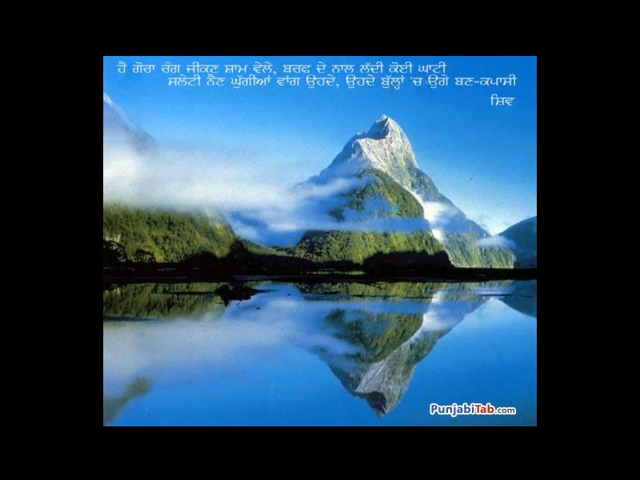 ਹੈ ਗੋਰਾ ਰੰਗ ਜੀਕਣ ਸ਼ਾਮ ਵੇਲੇ, ਬਰਫ ਦੇ ਨਾਲ ਲੱਦੀ ਕੋਈ ਘਾਟੀ
ਸਲੇਟੀ ਨੈਣ ਘੁੱਗੀਆਂ ਵਾਂਗ ਉਹਦੇ, ਉਹਦੇ ਬੁੱਲ੍ਹਾਂ 'ਚ ਉਗੇ ਬਣ-ਕਪਾਸੀ
ਸ਼ਿਵ
PunjabiTab.com